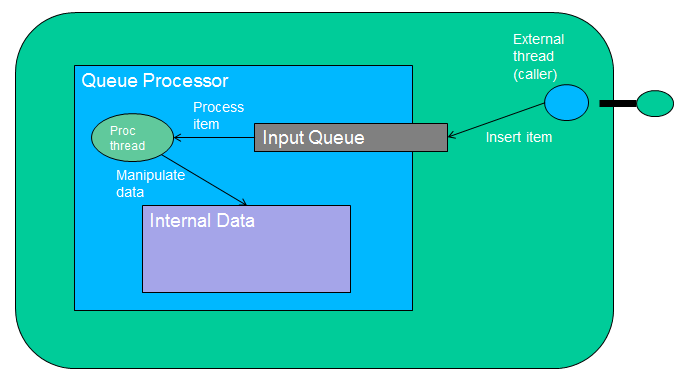 External
thread
(caller)
Queue Processor
Process
item
Proc
thread
Input Queue
Insert item
Manipulate
data
Internal Data